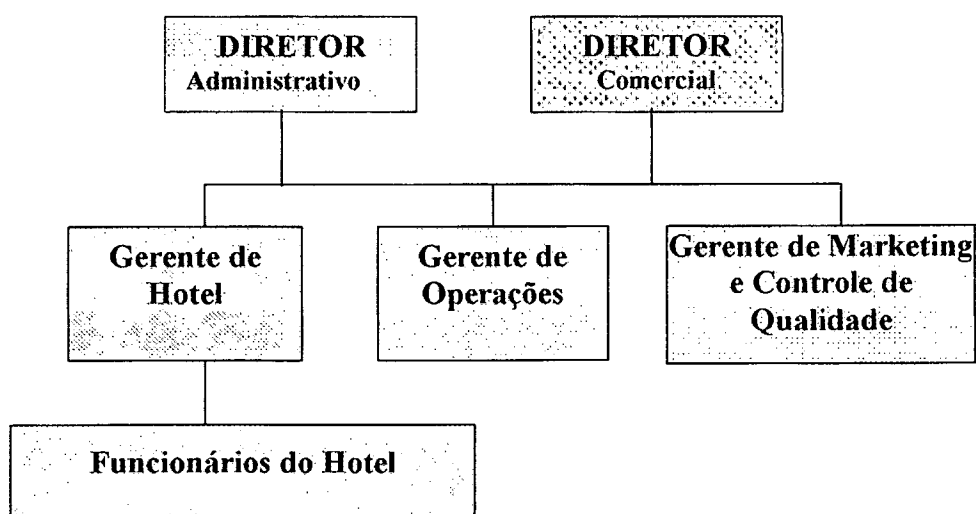 DIRETOR
Administrativo
DIRETOR
Comercial
Gerente de
Hotel
Gerente de
Operações
Gerente de Marketing
e Controle de
Qualidade
Funcionários do Hotel